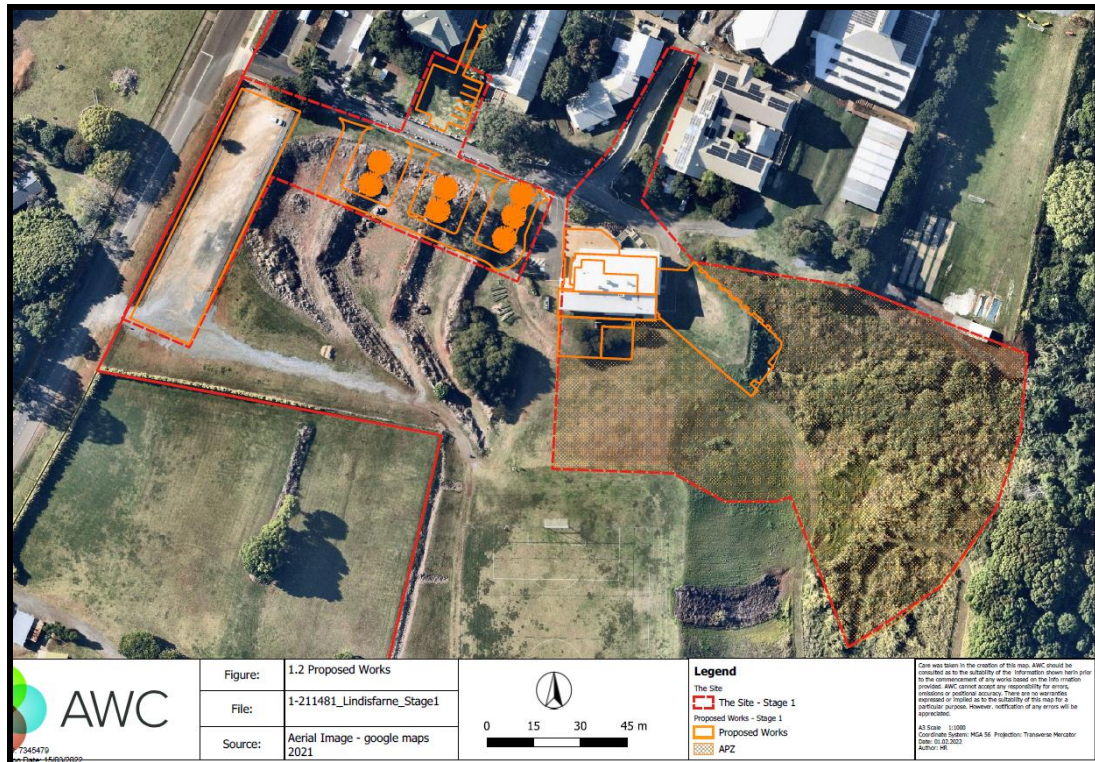 AWC
: 7345479
on Date: 15/03/2022
Figure:
1.2 Proposed Works
File:
1-211481_Lindisfarne_Stage1
Source:
Aerial Image - google maps
2021
0 15 30 45 m
Legend
The Site
The Site - Stage 1
Proposed Works - Stage 1
Proposed Works
APZ
Care was taken in the creation of this map. AWC should be
consulted as to the suitability of the information shown herin prior
to the commencement of any works based on the info rmation
provided. AWC cannot accept any responsibility for errors,
omissions or positional accuracy. There are no warranties
expressed or implied as to the suitability of this map for a
particular purpose. However, notification of any errors will be
appreciated.
A3 Scale 1:1000
Coordinate System: MGA 56 Projection: Transverse Mercator
Date: 01.02.2022
Author: HR